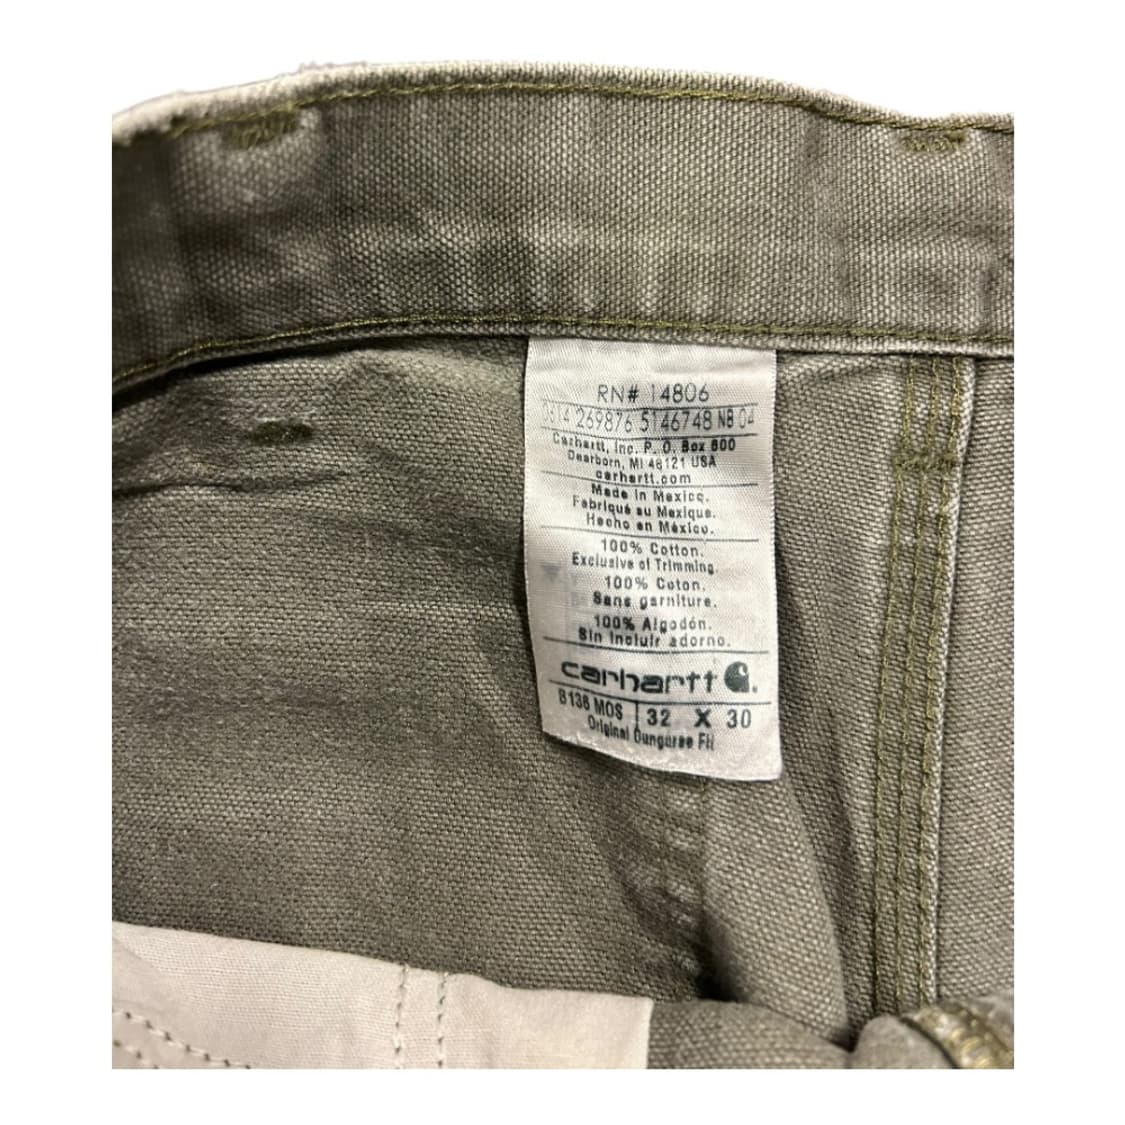 RN# 14806
0614 269876 5146748 NB 04
Carhartt, Inc. P. O. Box 600
Dearborn, MI 48121 USA
carhartt.com
Made in Mexico.
Fabriqué au Mexique.
Hecho en México.
100% Cotton.
Exclusive of Trimming.
100% Coton.
Sans garniture.
100% Algodón.
Sin incluir adorno.
carhartt
B136 MOS 32 X 30
Original Dungaree Fit